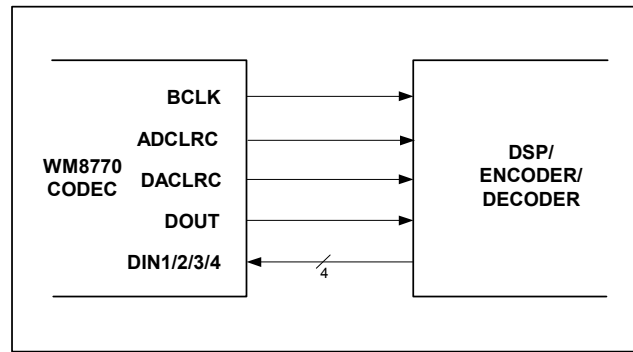 BCLK
ADCLRC
WM8770
CODEC
DACLRC
DOUT
DIN1/2/3/4
4
DSP/
ENCODER/
DECODER